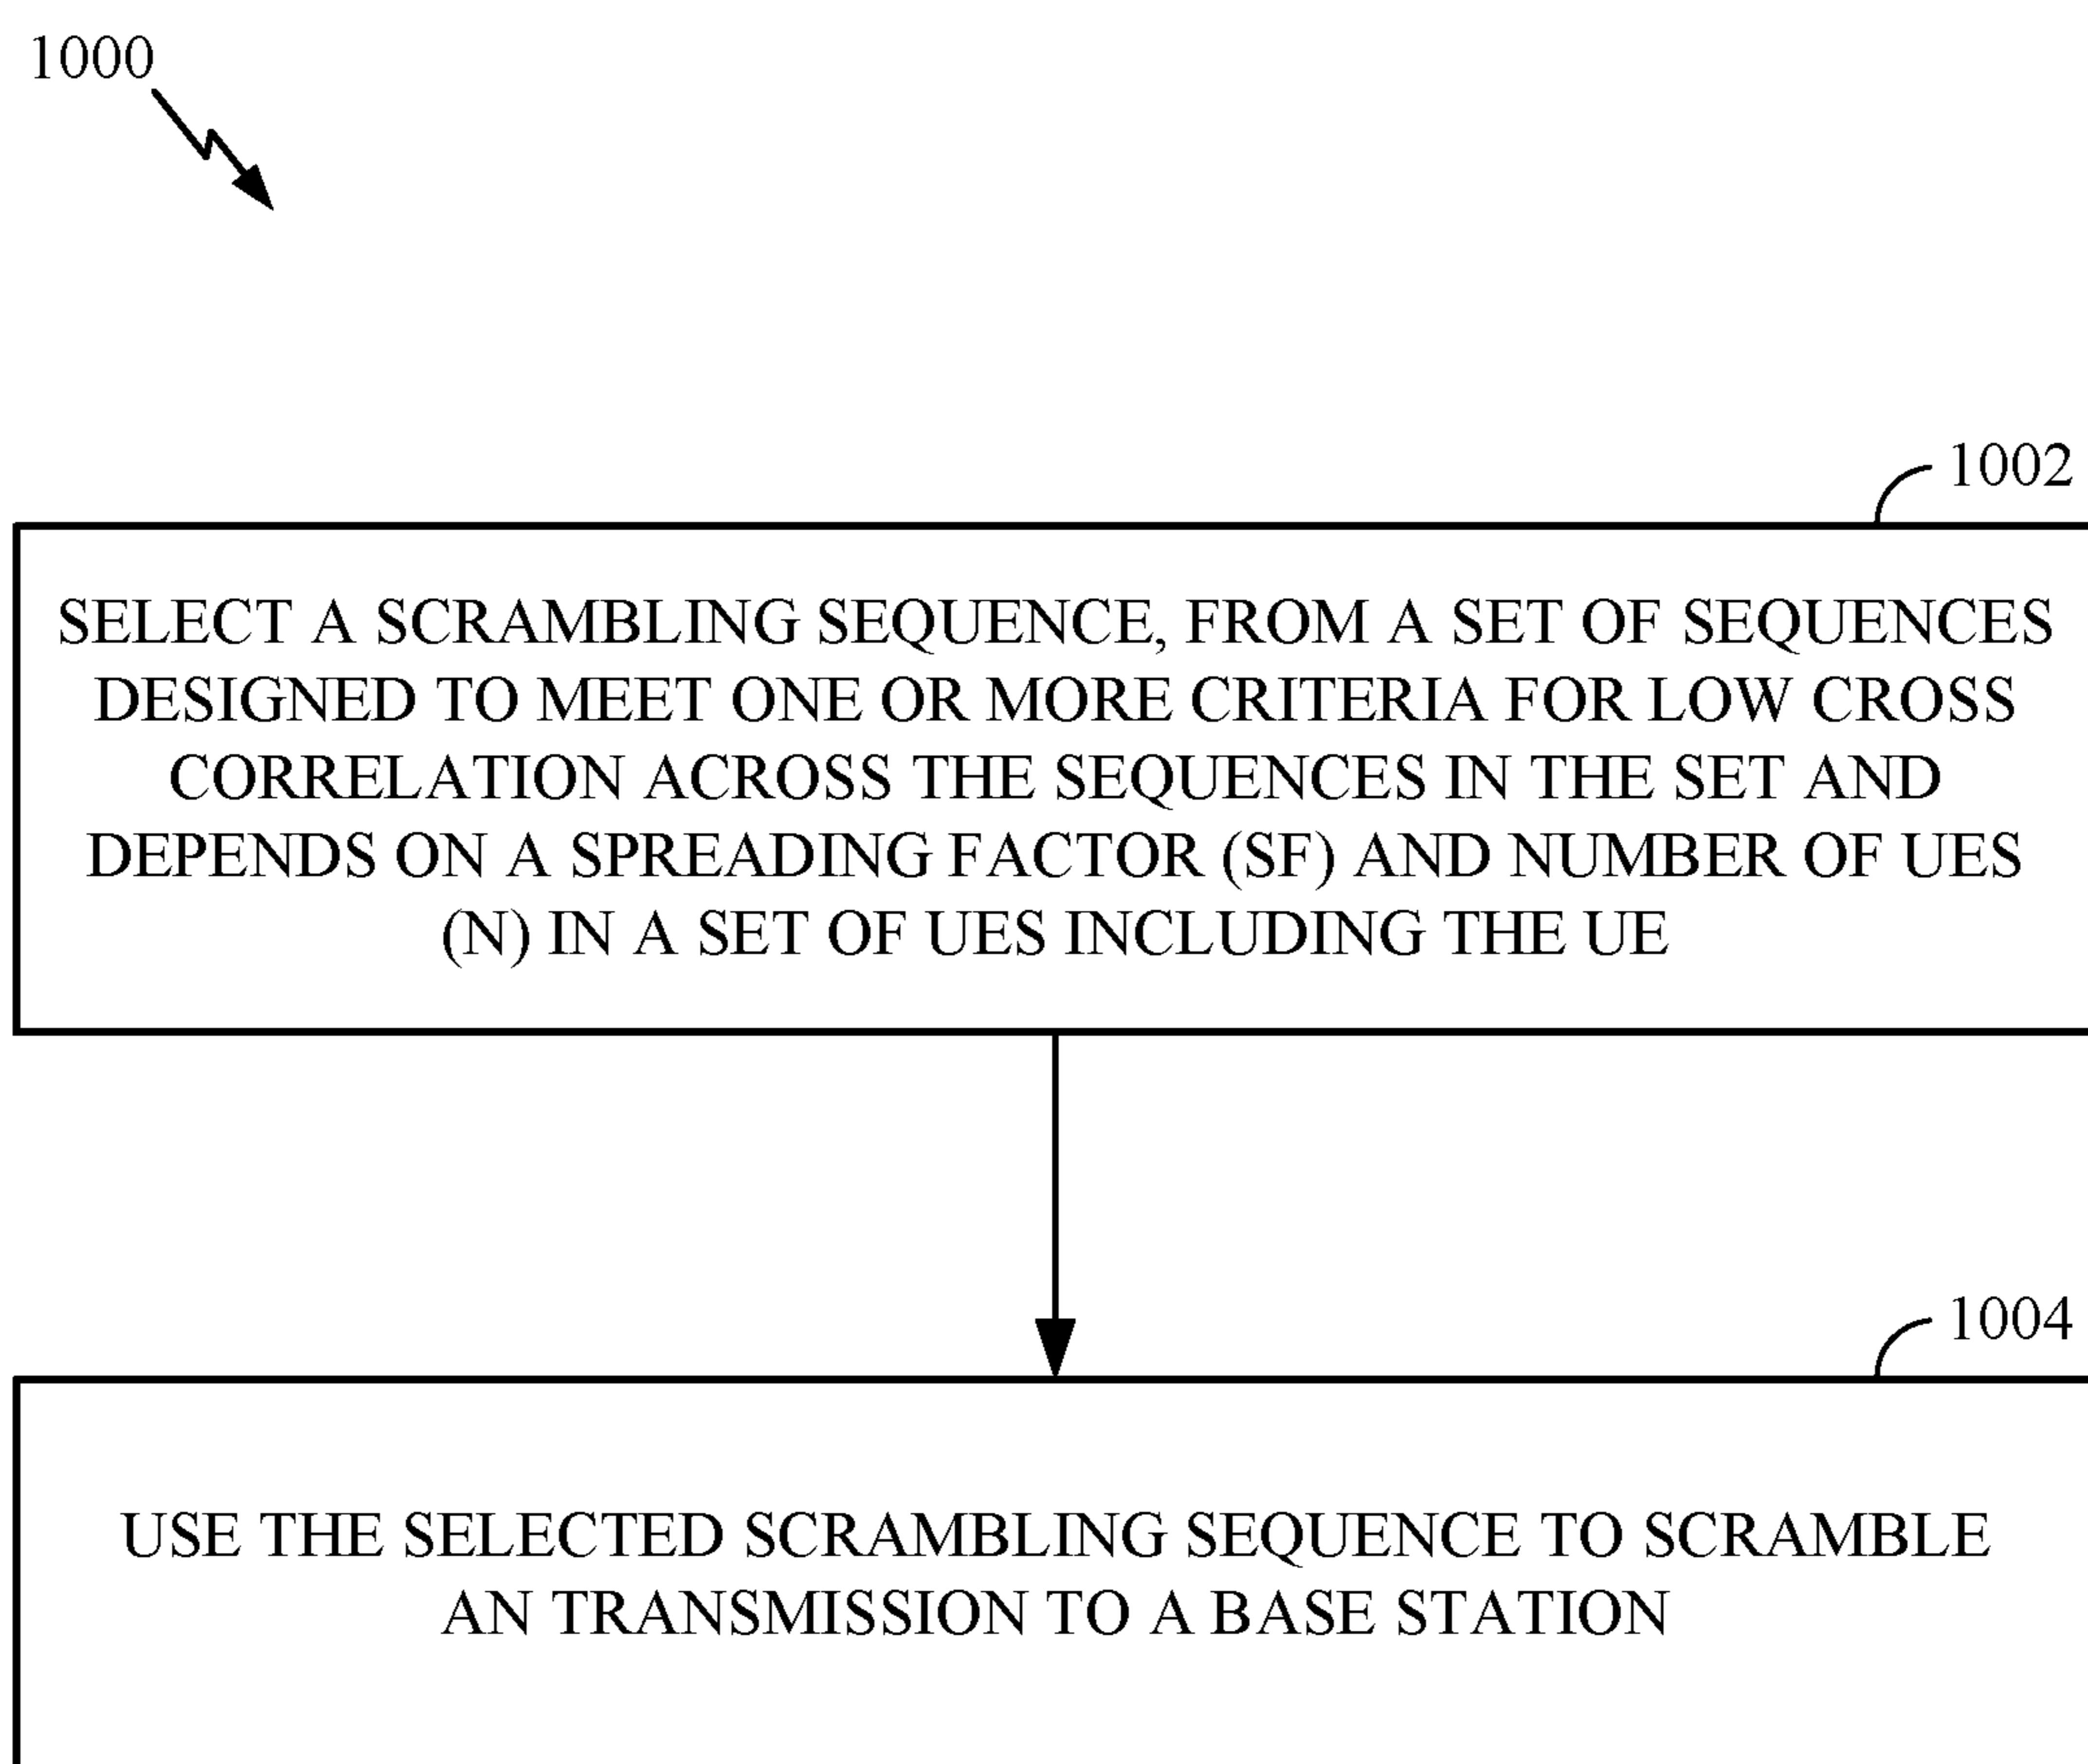 1000
1002
SELECT A SCRAMBLING SEQUENCE, FROM A SET OF SEQUENCES
DESIGNED TO MEET ONE OR MORE CRITERIA FOR LOW CROSS
CORRELATION ACROSS THE SEQUENCES IN THE SET AND
DEPENDS ON A SPREADING FACTOR (SF) AND NUMBER OF UES
(N) IN A SET OF UES INCLUDING THE UE
1004
USE THE SELECTED SCRAMBLING SEQUENCE TO SCRAMBLE
AN TRANSMISSION TO A BASE STATION